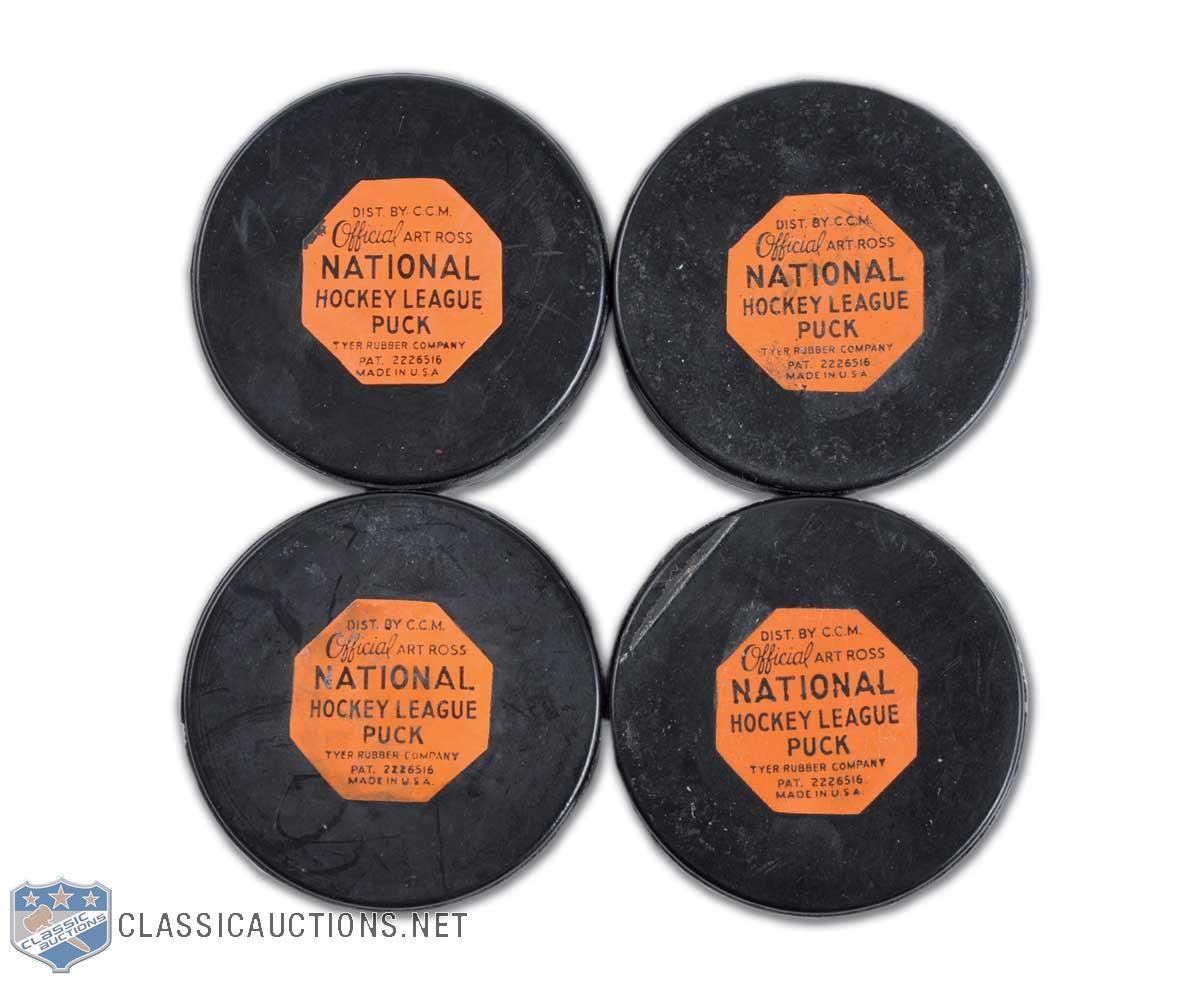 DIST. BY C.C.M.
Official ART ROSS
NATIONAL
HOCKEY LEAGUE
PUCK
TYER RUBBER COMPANY
PAT. 2226516
MADE IN U.S.A
DIST. BY C.C.M.
Official ART ROSS
NATIONAL
HOCKEY LEAGUE
PUCK
TYER RUBBER COMPANY
PAT. 2226516
MADE IN U.S.A.
DIST. BY C.C.M.
Official ART ROSS
NATIONAL
HOCKEY LEAGUE
PUCK
TYER RUBBER COMPANY
PAT. 2226516
MADE IN U.S.A.
DIST. BY C.C.M.
Official ART ROSS
NATIONAL
HOCKEY LEAGUE
PUCK
TYER RUBBER COMPANY
PAT. 2226516
MADE IN U.S.A.
CLASSIC
AUCTIONS
CLASSICAUCTIONS.NET